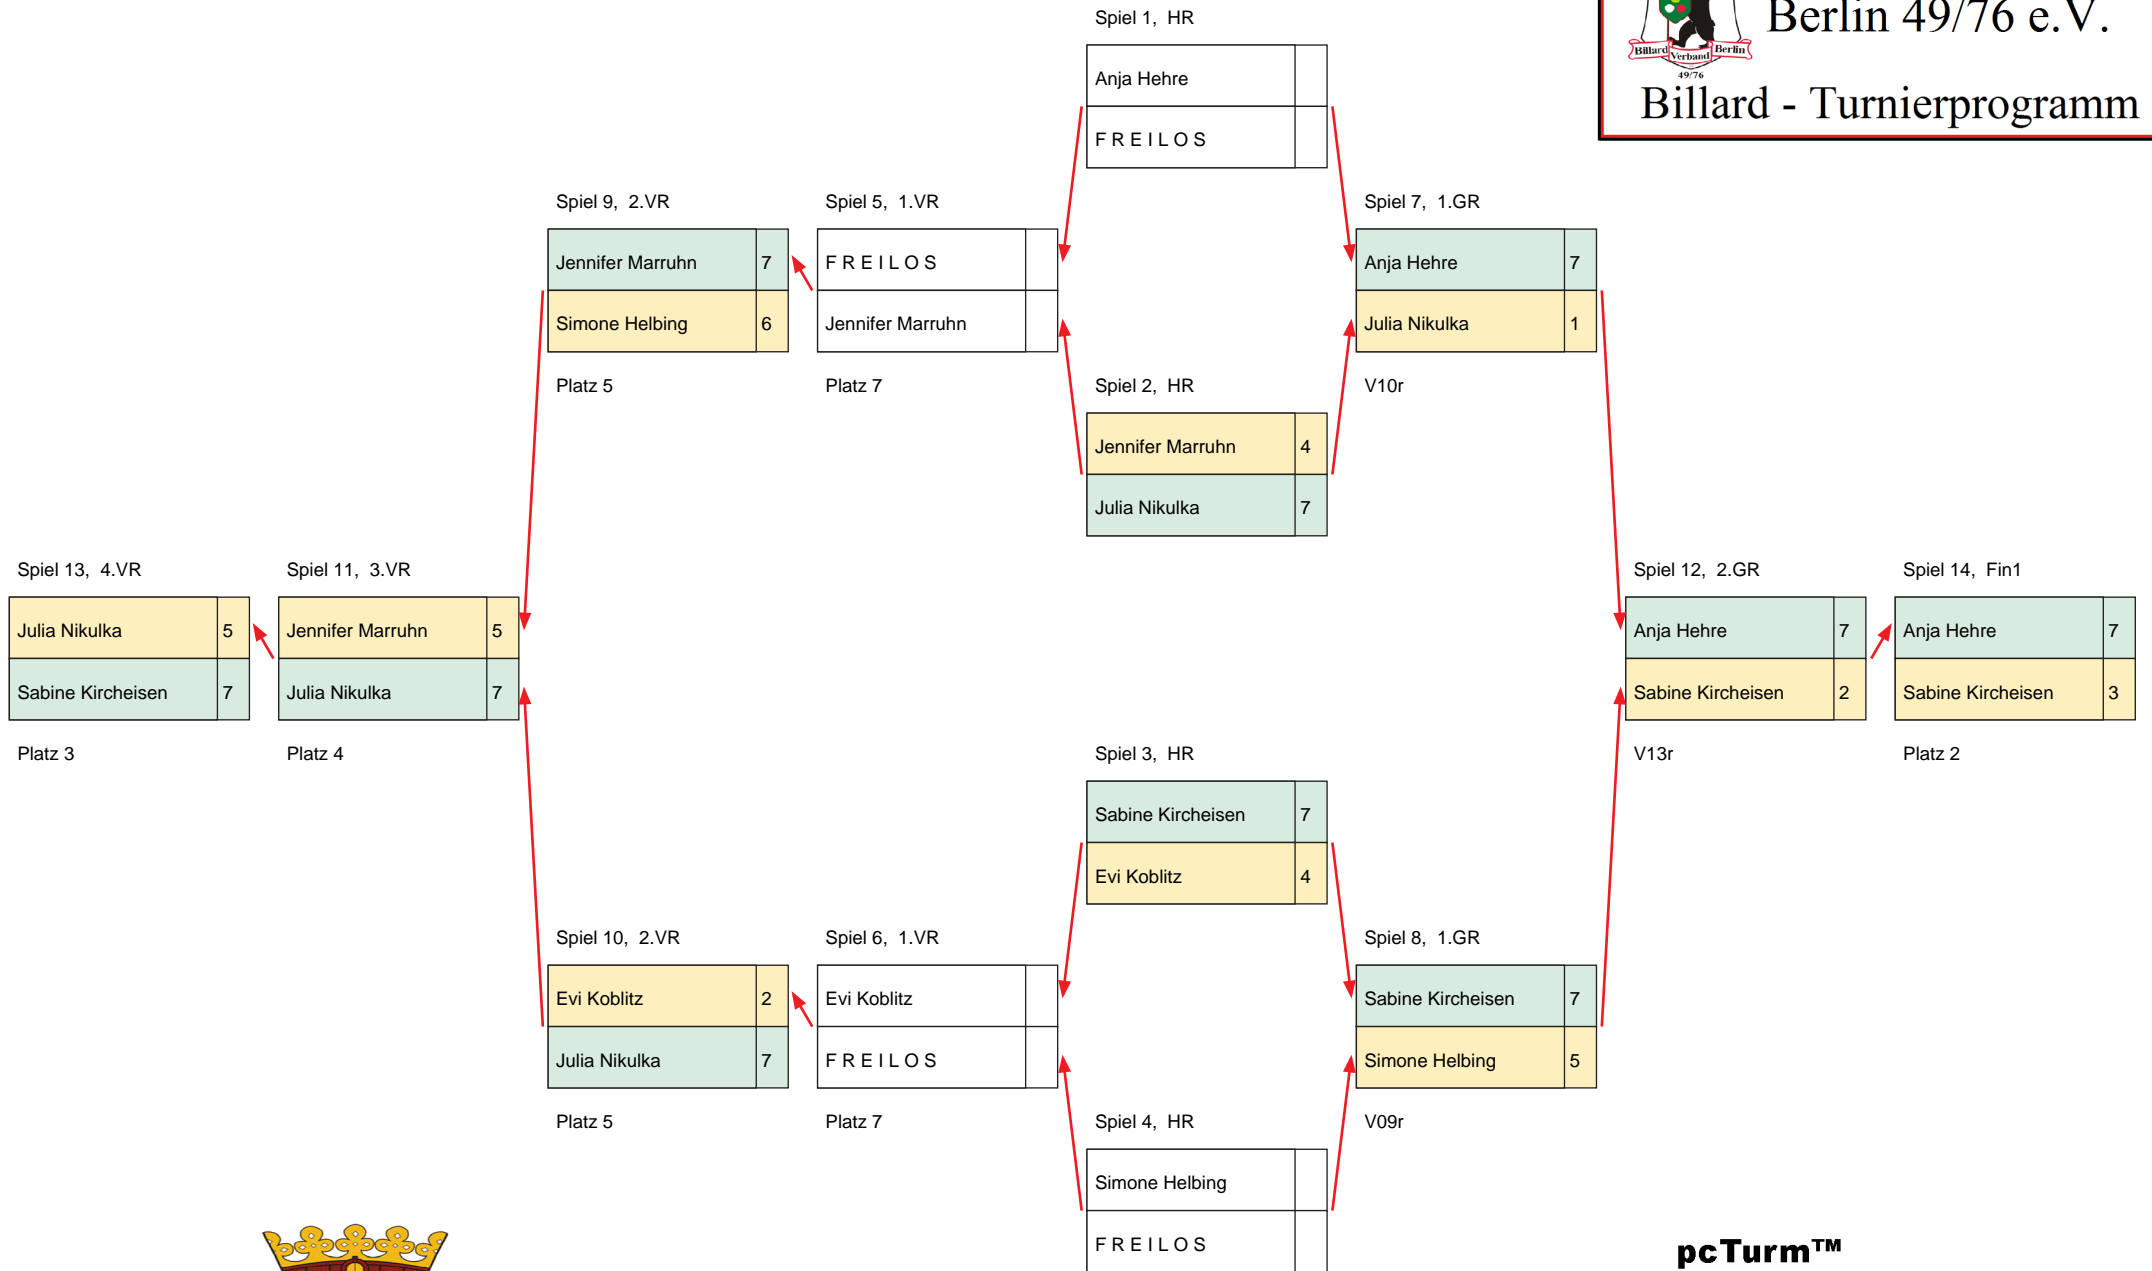 Berlin 49/76 e.V.
Billard Verband Berlin
49/76
Billard - Turnierprogramm
Spiel 1, HR
Anja Hehre
F R E I L O S
Spiel 9, 2.VR
Jennifer Marruhn 7
Simone Helbing 6
Platz 5
Spiel 5, 1.VR
F R E I L O S
Jennifer Marruhn
Platz 7
Spiel 7, 1.GR
Anja Hehre 7
Julia Nikulka 1
V10r
Spiel 2, HR
Jennifer Marruhn 4
Julia Nikulka 7
Spiel 13, 4.VR
Julia Nikulka 5
Sabine Kircheisen 7
Platz 3
Spiel 11, 3.VR
Jennifer Marruhn 5
Julia Nikulka 7
Platz 4
Spiel 12, 2.GR
Anja Hehre 7
Sabine Kircheisen 2
V13r
Spiel 14, Fin1
Anja Hehre 7
Sabine Kircheisen 3
Platz 2
Spiel 3, HR
Sabine Kircheisen 7
Evi Koblitz 4
Spiel 10, 2.VR
Evi Koblitz 2
Julia Nikulka 7
Platz 5
Spiel 6, 1.VR
Evi Koblitz
F R E I L O S
Platz 7
Spiel 8, 1.GR
Sabine Kircheisen 7
Simone Helbing 5
V09r
Spiel 4, HR
Simone Helbing
F R E I L O S
pcTurm™